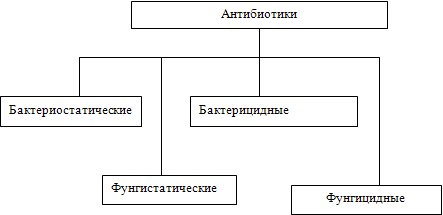 Антибиотики
Бактериостатические
Бактерицидные
Фунгистатические
Фунгицидные